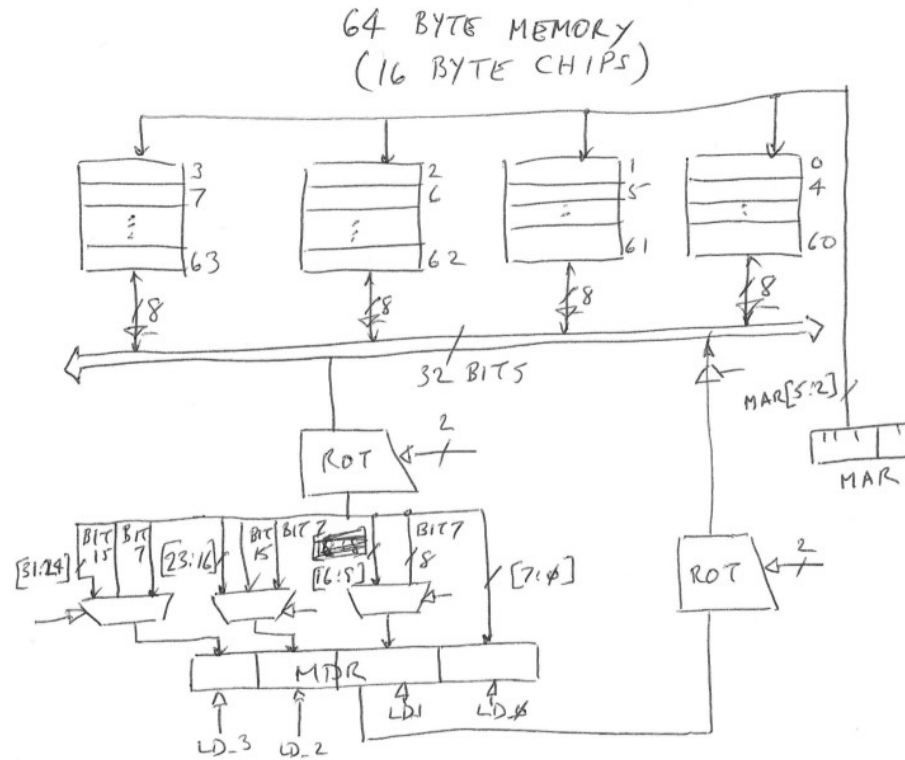 64 BYTE MEMORY
(16 BYTE CHIPS)
3
7
63
2
6
62
1
5
61
0
4
60
8
8
8
8
32 BITS
MAR[5:2]
MAR
2
ROT
2
ROT
[31:24]
BIT 15
BIT 7
[23:16]
BIT 15
BIT 7
[16:8]
BIT 7
8
[7:0]
MDR
LD_3
LD_2
LD_1
LD_0